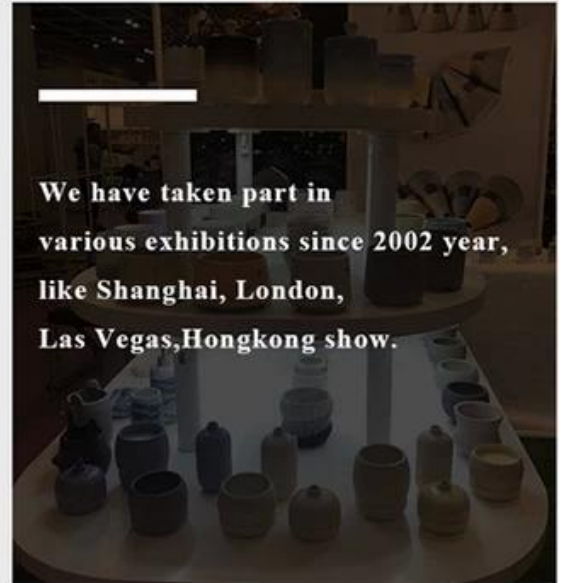 We have taken part in
various exhibitions since 2002 year,
like Shanghai, London,
Las Vegas,Hongkong show.